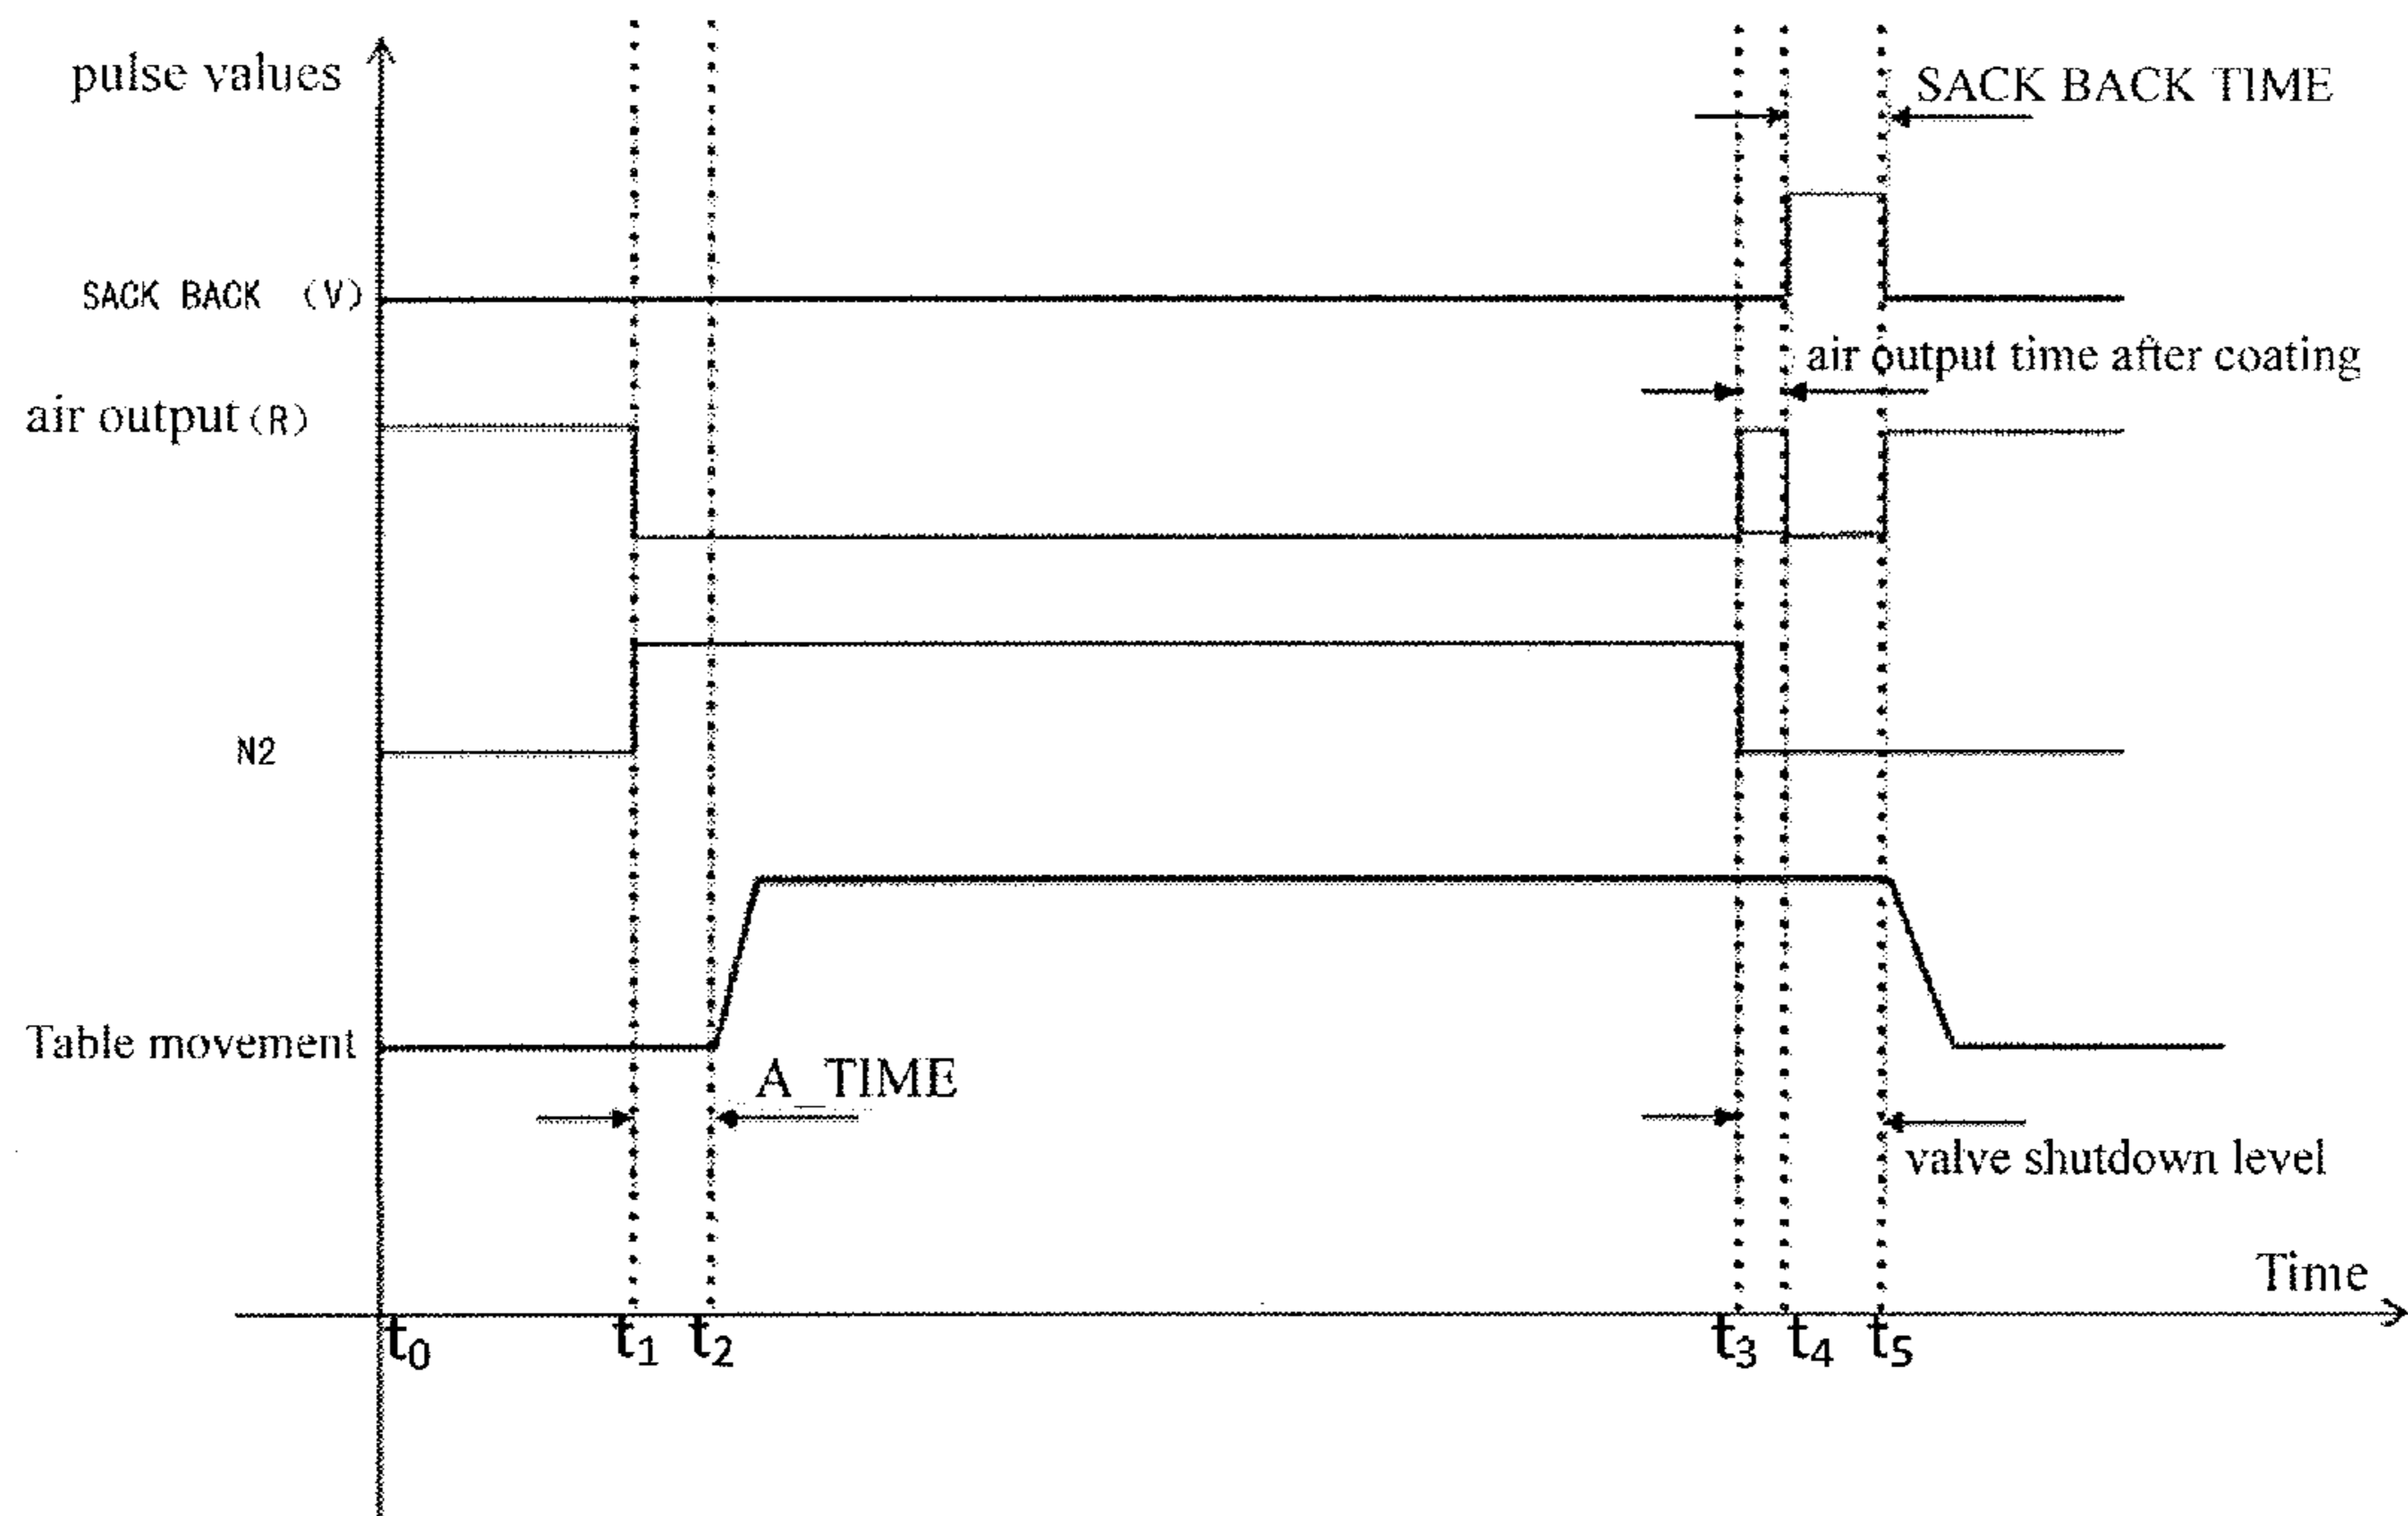 pulse values
SACK BACK TIME
SACK BACK (V)
air output time after coating
air output (R)
N2
Table movement
A_TIME
valve shutdown level
Time
t0 t1 t2 t3 t4 t5